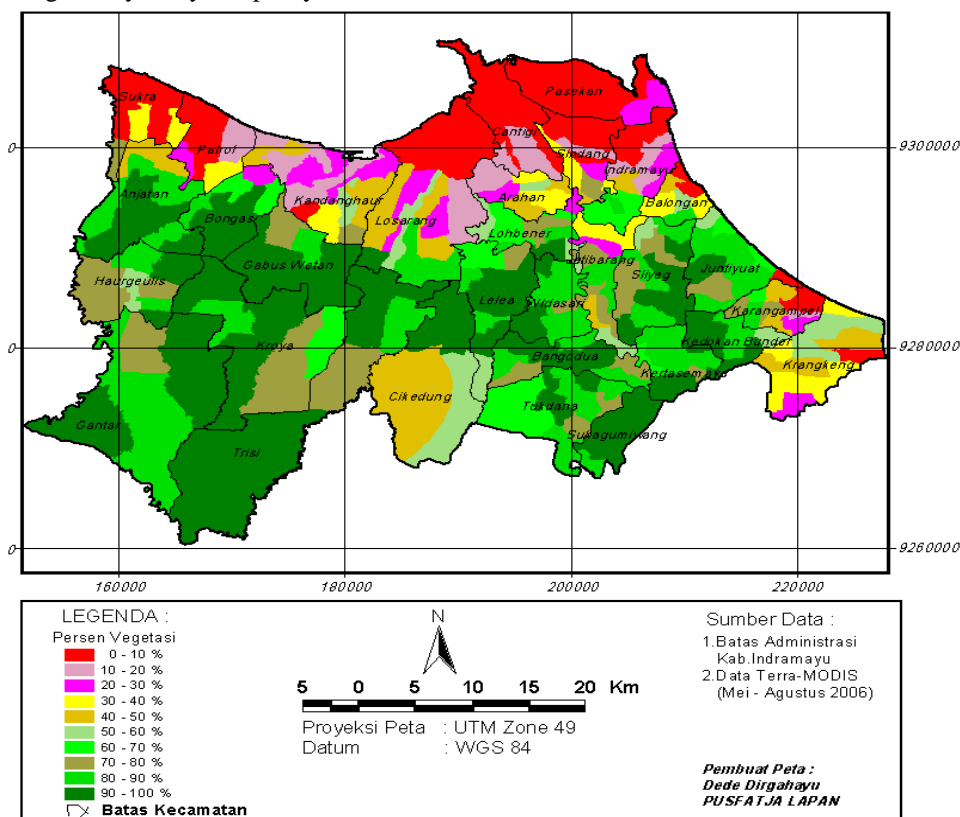 Sukra
Pasekan
Patrol
Cantigi
Sindang
Indramayu
Anjatan
Kandanghaur
Arahan
Balongan
Bongas
Losarang
Lohbener
Gabus Wetan
Jatibarang
Juntiyuat
Haurgeulis
Sliyeg
Lelea
Widasari
Karangampel
Kroya
Kedokan Bunder
Bangodua
Krangkeng
Cikedung
Kertasemaya
Tukdana
Gantar
Sukagumiwang
Trisi
0
9300000
0
9280000
0
9260000
160000 180000 200000 220000
LEGENDA :
Persen Vegetasi
0 - 10 %
10 - 20 %
20 - 30 %
30 - 40 %
40 - 50 %
50 - 60 %
60 - 70 %
70 - 80 %
80 - 90 %
90 - 100 %
Batas Kecamatan
N
5 0 5 10 15 20 Km
Proyeksi Peta : UTM Zone 49
Datum : WGS 84
Sumber Data :
1.Batas Administrasi
Kab.Indramayu
2.Data Terra-MODIS
(Mei - Agustus 2006)
Pembuat Peta :
Dede Dirgahayu
PUSFATJA LAPAN